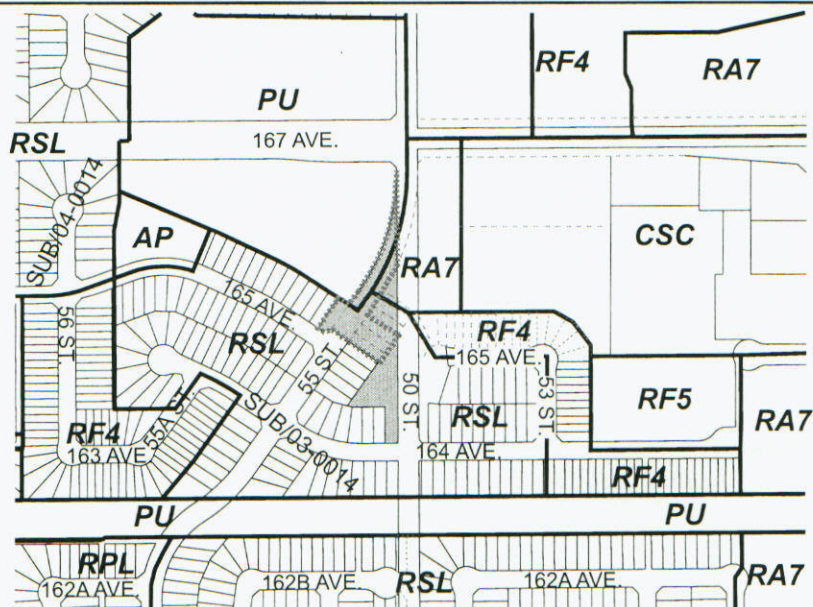 RF4
RA7
PU
167 AVE.
RSL
SUB/04-0014
AP
CSC
RA7
165 AVE.
56 ST.
RSL
55 ST.
RF4
165 AVE.
50 ST.
53 ST.
RF5
RSL
RA7
55A ST.
SUB/03-0014
RF4
163 AVE.
164 AVE.
RF4
PU
PU
RPL
162A AVE.
162B AVE.
RSL
162A AVE.
RA7